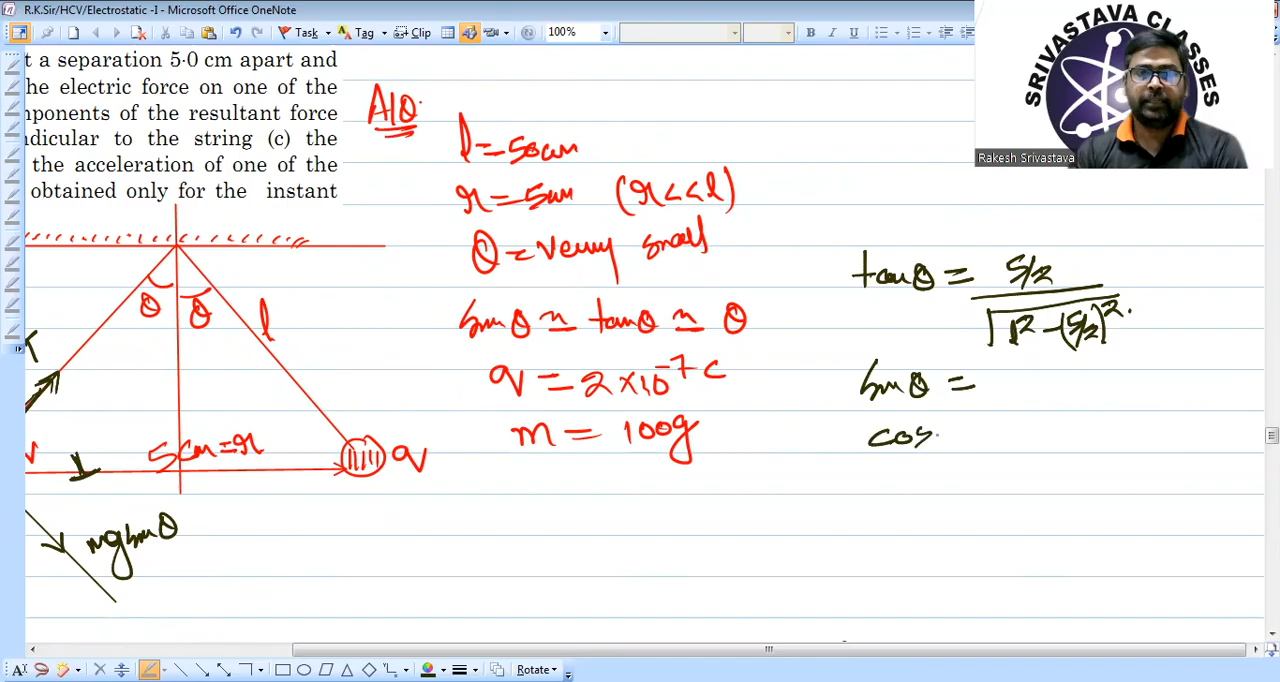 R.K.Sir/HCV/Electrostatic -I - Microsoft Office OneNote
Task
Tag
Clip
100%
B I U
t a separation 5·0 cm apart and
he electric force on one of the
nponents of the resultant force
ndicular to the string (c) the
the acceleration of one of the
obtained only for the instant
A/Q.
l = 50cm
r = 5cm (r << l)
θ = Very small
sinθ ≈ tanθ ≈ θ
q = 2×10⁻⁷ C
m = 100g
θ θ
l
T
5cm = r
q
mg sinθ
tanθ = 5/2 / √(l² – (5/2)²).
sinθ =
cos
SRIVASTAVA CLASSES
Rakesh Srivastava
Rotate